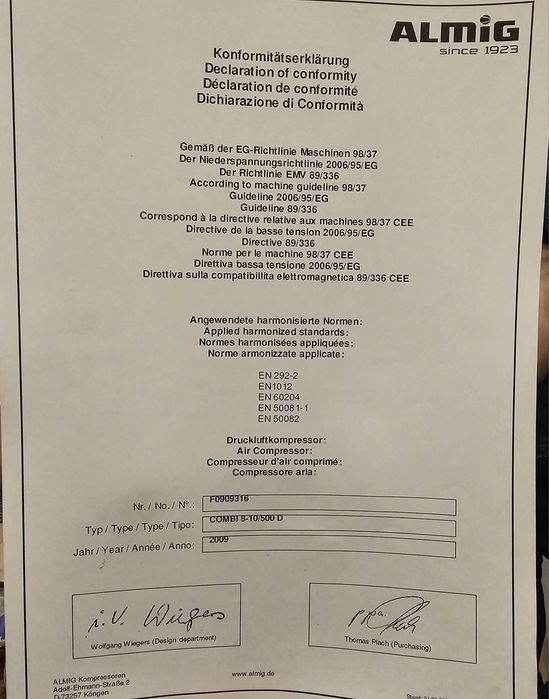 ALMiG
since 1923
Konformitätserklärung
Declaration of conformity
Déclaration de conformité
Dichiarazione di Conformità
Gemäß der EG-Richtlinie Maschinen 98/37
Der Niederspannungsrichtlinie 2006/95/EG
Der Richtlinie EMV 89/336
According to machine guideline 98/37
Guideline 2006/95/EG
Guideline 89/336
Correspond à la directive relative aux machines 98/37 CEE
Directive de la basse tension 2006/95/EG
Directive 89/336
Norme per le machine 98/37 CEE
Direttiva bassa tensione 2006/95/EG
Direttiva sulla compatibillita elettromagnetica 89/336 CEE
Angewendete harmonisierte Normen:
Applied harmonized standards:
Normes harmonisées appliquées:
Norme armonizzate applicate:
EN 292-2
EN1012
EN 60204
EN 50081-1
EN 50082
Druckluftkompressor:
Air Compressor:
Compresseur d'air comprimé:
Compressore aria:
Nr. / No. / N°.: F0909316
Typ / Type / Type / Tipo: COMBI 8-10/500 D
Jahr / Year / Année / Anno: 2009
i.V. Wiegers
Wolfgang Wiegers (Design department)
ppa. Plach
Thomas Plach (Purchasing)
ALMIG Kompressoren
Adolf-Ehmann-Straße 2
D-73257 Köngen
www.almig.de
Stand: